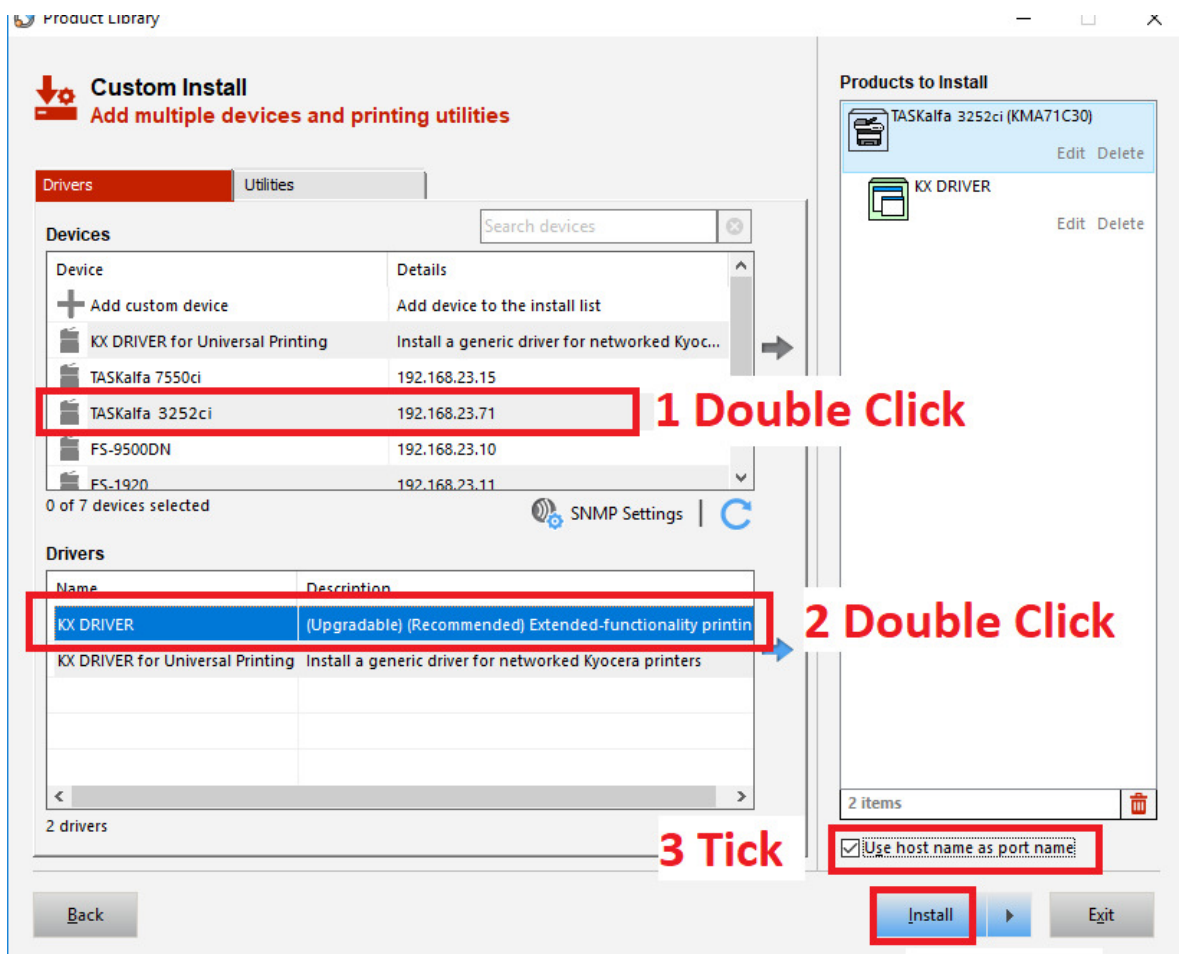 Product Library
Custom Install
Add multiple devices and printing utilities
Drivers
Utilities
Devices
Search devices
Device Details
Add custom device Add device to the install list
KX DRIVER for Universal Printing Install a generic driver for networked Kyoc...
TASKalfa 7550ci 192.168.23.15
TASKalfa 3252ci 192.168.23.71
1 Double Click
FS-9500DN 192.168.23.10
FS-1920 192.168.23.11
0 of 7 devices selected
SNMP Settings
Drivers
Name Description
KX DRIVER (Upgradable) (Recommended) Extended-functionality printin
2 Double Click
KX DRIVER for Universal Printing Install a generic driver for networked Kyocera printers
2 drivers
3 Tick
Products to Install
TASKalfa 3252ci (KMA71C30)
Edit Delete
KX DRIVER
Edit Delete
2 items
Use host name as port name
Back
Install
Exit